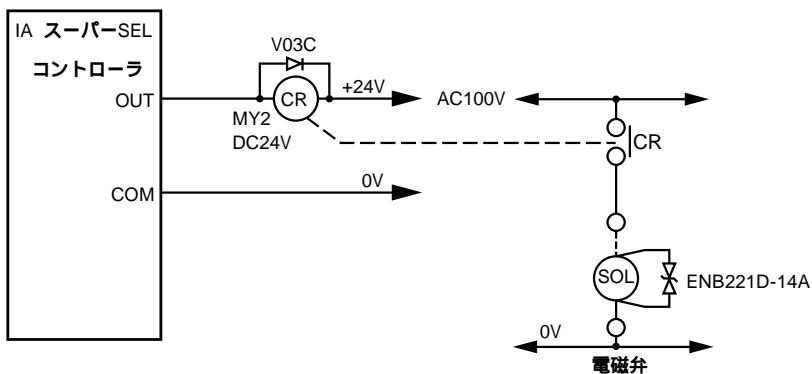 IA スーパーSEL
コントローラ
OUT
COM
V03C
CR
MY2
DC24V
+24V
0V
AC100V
CR
SOL
ENB221D-14A
0V
電磁弁